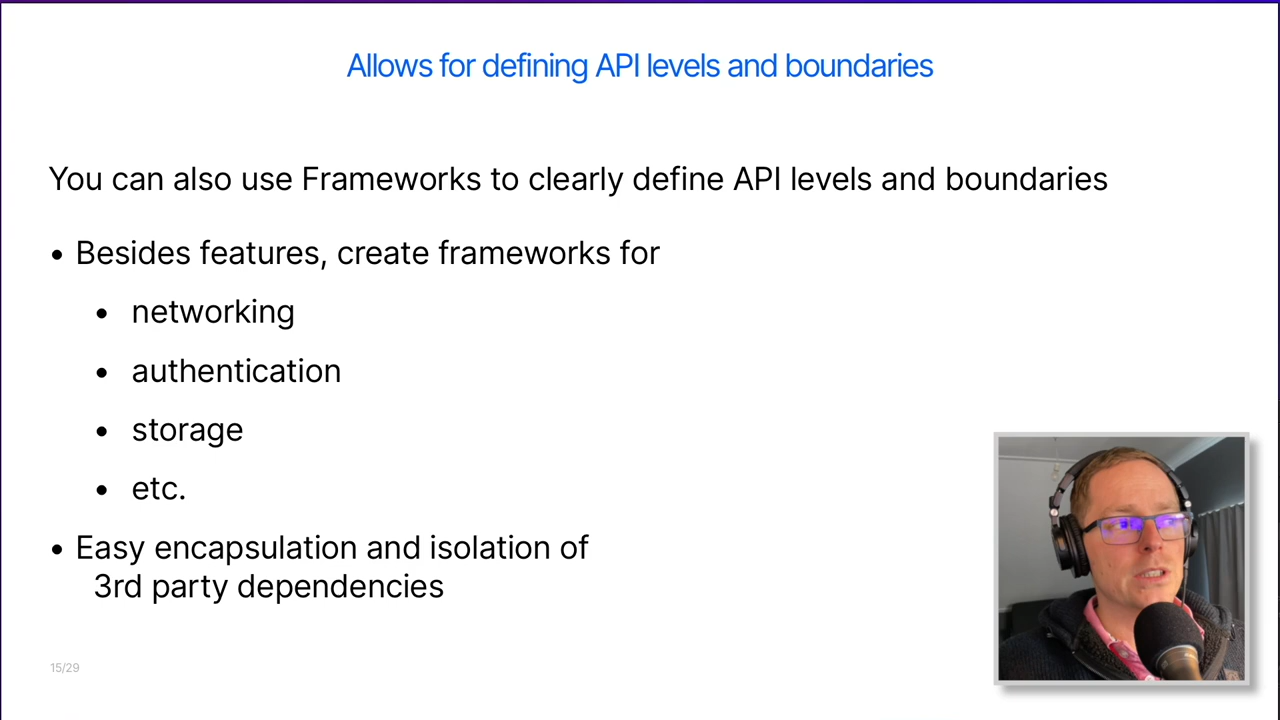 Allows for defining API levels and boundaries
You can also use Frameworks to clearly define API levels and boundaries
• Besides features, create frameworks for
• networking
• authentication
• storage
• etc.
• Easy encapsulation and isolation of
3rd party dependencies
15/29